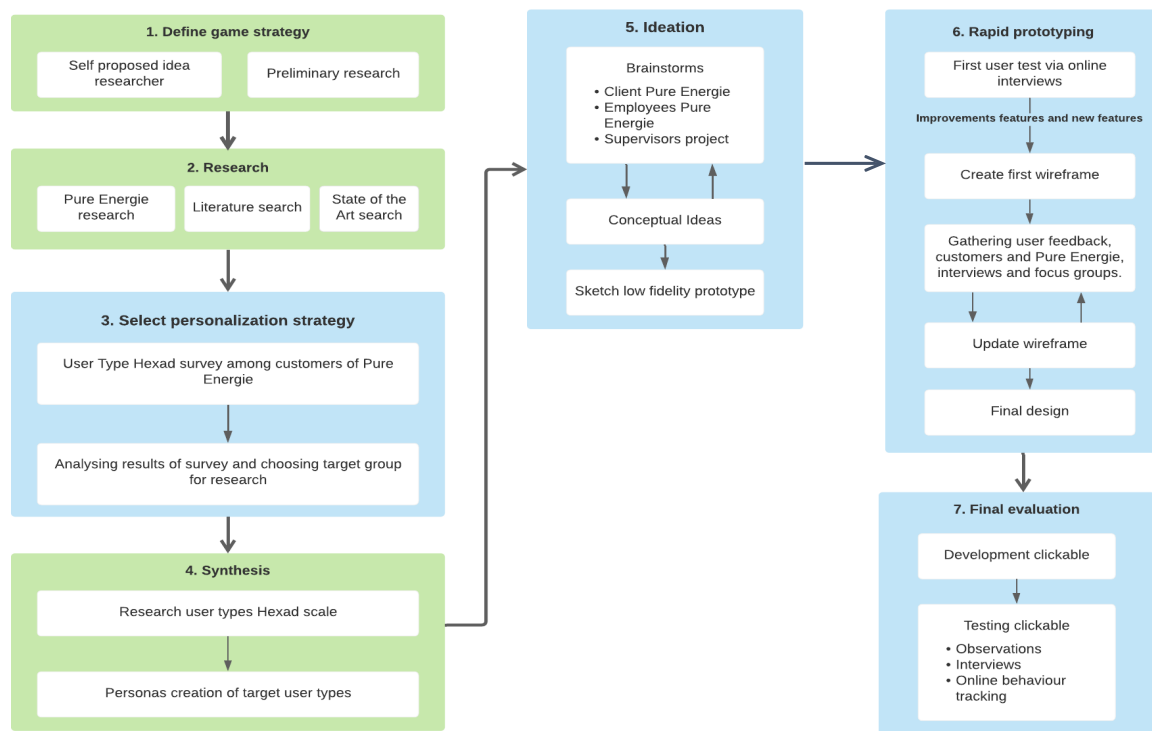 1. Define game strategy
Self proposed idea
researcher
Preliminary research
2. Research
Pure Energie
research
Literature search
State of the
Art search
3. Select personalization strategy
User Type Hexad survey among customers of Pure
Energie
Analysing results of survey and choosing target group
for research
4. Synthesis
Research user types Hexad scale
Personas creation of target user types
5. Ideation
Brainstorms
• Client Pure Energie
• Employees Pure
Energie
• Supervisors project
Conceptual Ideas
Sketch low fidelity prototype
6. Rapid prototyping
First user test via online
interviews
Improvements features and new features
Create first wireframe
Gathering user feedback,
customers and Pure Energie,
interviews and focus groups.
Update wireframe
Final design
7. Final evaluation
Development clickable
Testing clickable
• Observations
• Interviews
• Online behaviour
tracking